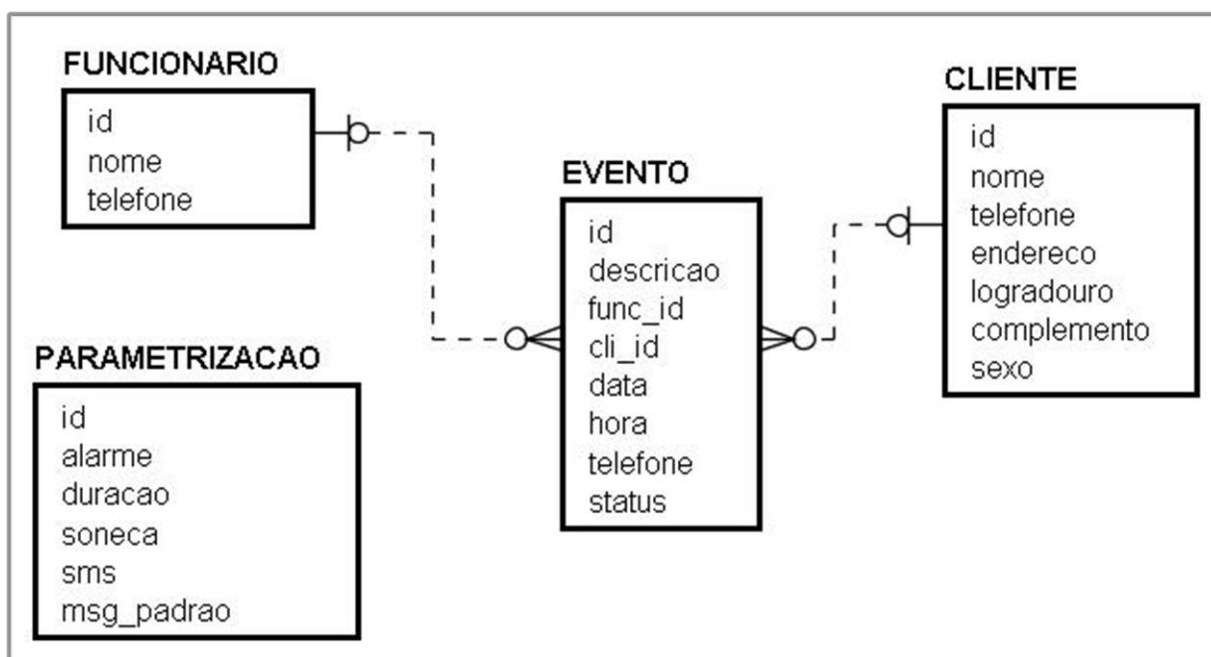 FUNCIONARIO
id
nome
telefone
PARAMETRIZACAO
id
alarme
duracao
soneca
sms
msg_padrao
EVENTO
id
descricao
func_id
cli_id
data
hora
telefone
status
CLIENTE
id
nome
telefone
endereco
logradouro
complemento
sexo